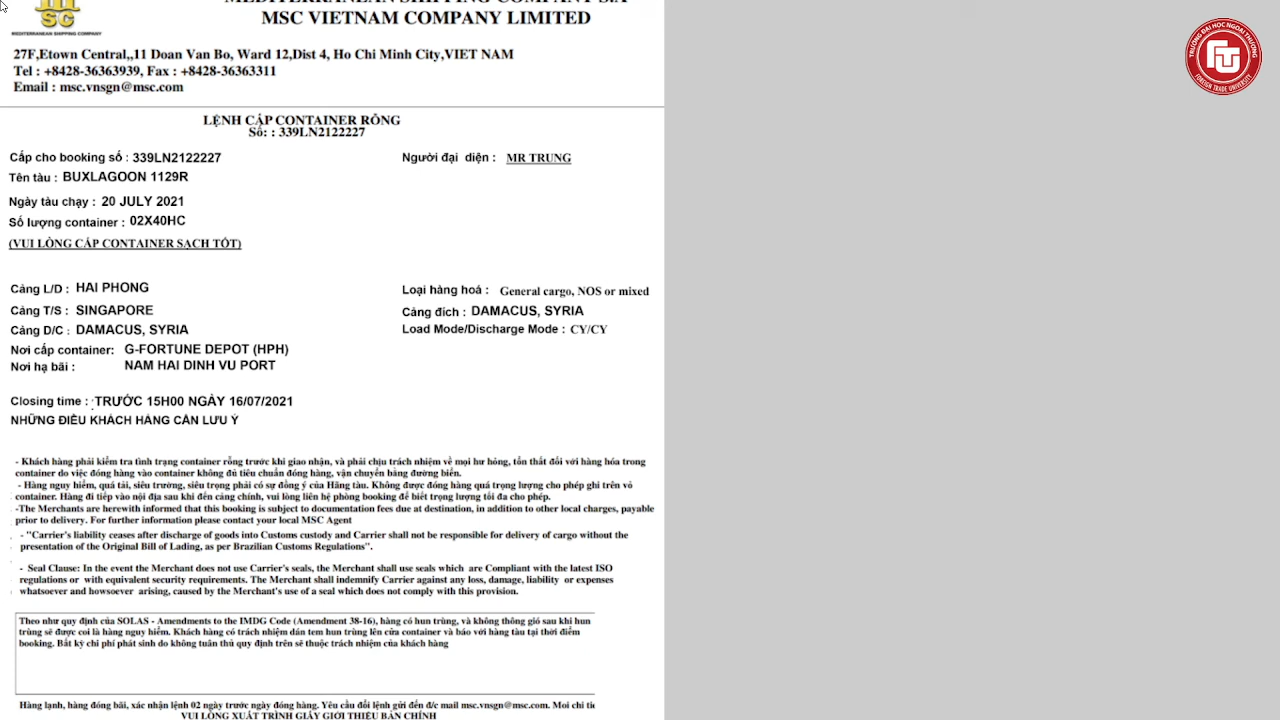 MEDITERRANEAN SHIPPING COMPANY S.A
MSC VIETNAM COMPANY LIMITED
SC
MEDITERRANEAN SHIPPING COMPANY
27F,Etown Central,,11 Doan Van Bo, Ward 12,Dist 4, Ho Chi Minh City,VIET NAM
Tel : +8428-36363939, Fax : +8428-36363311
Email : msc.vnsgn@msc.com
TRƯỜNG ĐẠI HỌC NGOẠI THƯƠNG
FOREIGN TRADE UNIVERSITY
LỆNH CẤP CONTAINER RỖNG
Số: : 339LN2122227
Cấp cho booking số : 339LN2122227
Người đại diện : MR TRUNG
Tên tàu : BUXLAGOON 1129R
Ngày tàu chạy : 20 JULY 2021
Số lượng container : 02X40HC
(VUI LÒNG CẤP CONTAINER SẠCH TỐT)
Cảng L/D : HAI PHONG
Loại hàng hoá : General cargo, NOS or mixed
Cảng T/S : SINGAPORE
Cảng đích : DAMACUS, SYRIA
Cảng D/C : DAMACUS, SYRIA
Load Mode/Discharge Mode : CY/CY
Nơi cấp container: G-FORTUNE DEPOT (HPH)
Nơi hạ bãi : NAM HAI DINH VU PORT
Closing time : TRƯỚC 15H00 NGÀY 16/07/2021
NHỮNG ĐIỀU KHÁCH HÀNG CẦN LƯU Ý
- Khách hàng phải kiểm tra tình trạng container rỗng trước khi giao nhận, và phải chịu trách nhiệm về mọi hư hỏng, tổn thất đối với hàng hóa trong
container do việc đóng hàng vào container không đủ tiêu chuẩn đóng hàng, vận chuyển bằng đường biển.
- Hàng nguy hiểm, quá tải, siêu trường, siêu trọng phải có sự đồng ý của Hãng tàu. Không được đóng hàng quá trọng lượng cho phép ghi trên vỏ
container. Hàng đi tiếp vào nội địa sau khi đến cảng chính, vui lòng liên hệ phòng booking để biết trọng lượng tối đa cho phép.
-The Merchants are herewith informed that this booking is subject to documentation fees due at destination, in addition to other local charges, payable
prior to delivery. For further information please contact your local MSC Agent
- "Carrier's liability ceases after discharge of goods into Customs custody and Carrier shall not be responsible for delivery of cargo without the
presentation of the Original Bill of Lading, as per Brazilian Customs Regulations".
- Seal Clause: In the event the Merchant does not use Carrier's seals, the Merchant shall use seals which are Compliant with the latest ISO
regulations or with equivalent security requirements. The Merchant shall indemnify Carrier against any loss, damage, liability or expenses
whatsoever and howsoever arising, caused by the Merchant's use of a seal which does not comply with this provision.
Theo như quy định của SOLAS - Amendments to the IMDG Code (Amendment 38-16), hàng có hun trùng, và không thông gió sau khi hun
trùng sẽ được coi là hàng nguy hiểm. Khách hàng có trách nhiệm dán tem hun trùng lên cửa container và báo với hãng tàu tại thời điểm
booking. Bất kỳ chi phí phát sinh do không tuân thủ quy định trên sẽ thuộc trách nhiệm của khách hàng
Hàng lạnh, hàng đóng bãi, xác nhận lệnh 02 ngày trước ngày đóng hàng. Yêu cầu đổi lệnh gửi đến đ/c mail msc.vnsgn@msc.com. Mọi chi tiế
VUI LÒNG XUẤT TRÌNH GIẤY GIỚI THIỆU BẢN CHÍNH